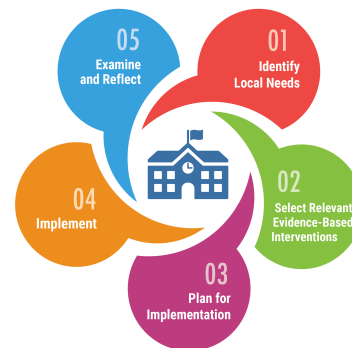 01
Identify
Local Needs
02
Select Relevant
Evidence-Based
Interventions
03
Plan for
Implementation
04
Implement
05
Examine
and Reflect